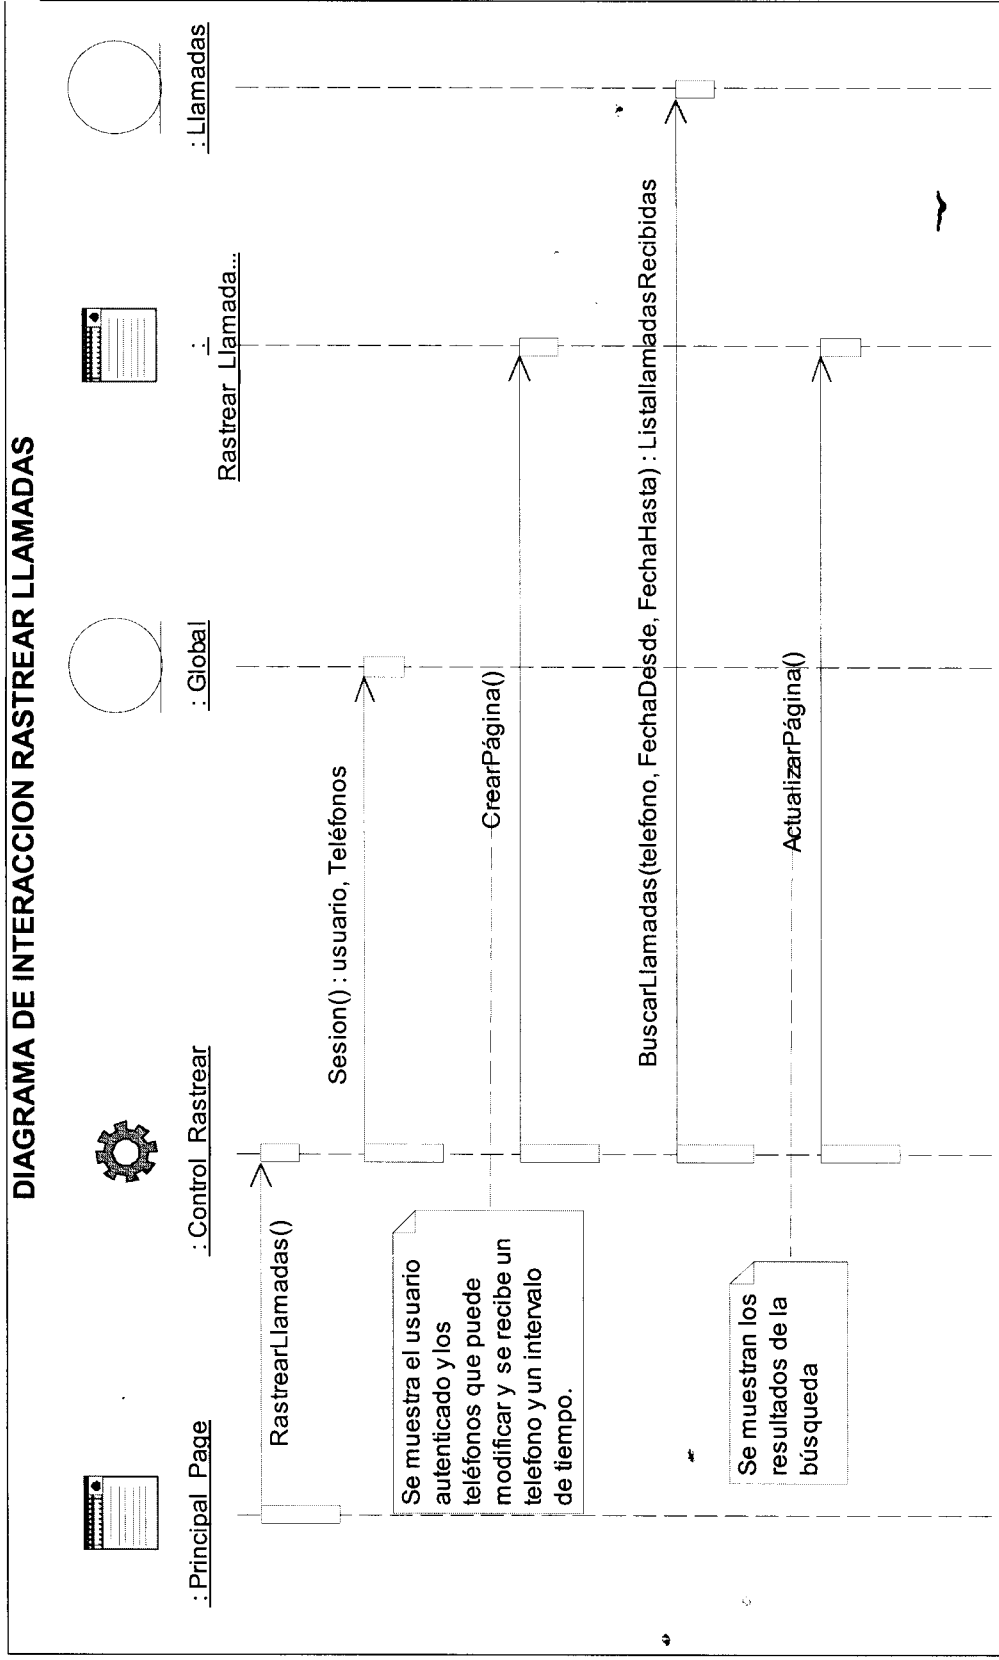 DIAGRAMA DE INTERACCION RASTREAR LLAMADAS
: Principal Page
: Control Rastrear
: Global
:
Rastrear Llamada...
: Llamadas
RastrearLlamadas()
Sesion() : usuario, Teléfonos
Se muestra el usuario
autenticado y los
teléfonos que puede
modificar y se recibe un
telefono y un intervalo
de tiempo.
CrearPágina()
BuscarLlamadas(telefono, FechaDesde, FechaHasta) : ListallamadasRecibidas
Se muestran los
resultados de la
búsqueda
ActualizarPágina()